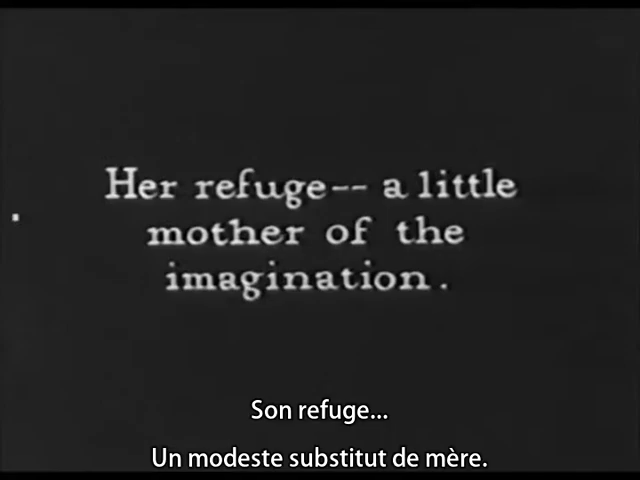 Her refuge-- a little
mother of the
imagination.
Son refuge...
Un modeste substitut de mère.